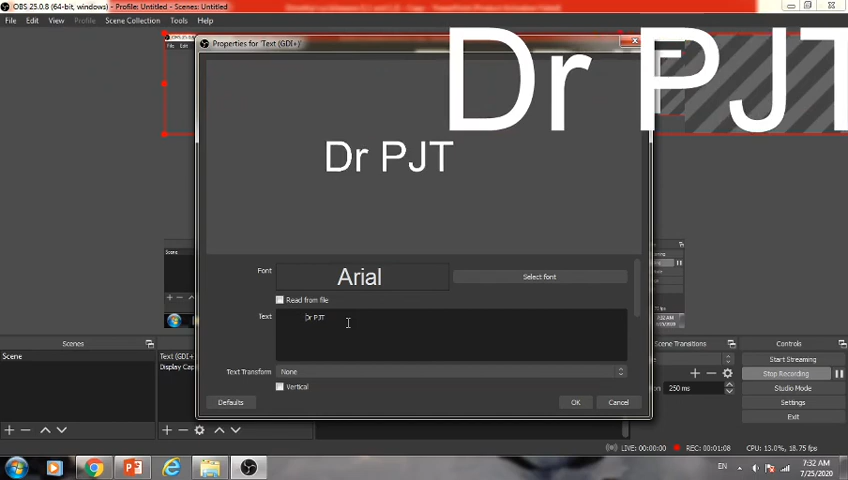 OBS 25.0.8 (64-bit, windows) - Profile: Untitled - Scenes: Untitled
File Edit View Profile Scene Collection Tools Help
Properties for 'Text (GDI+)'
Dr PJT
Dr PJT
Font
Arial
Select font
Read from file
Text
Dr PJT
Text Transform
None
Vertical
Defaults
OK
Cancel
Scenes
Scene Transitions
Controls
Scene
Text (GDI+)
Display Cap
Start Streaming
Stop Recording
250 ms
Studio Mode
Settings
Exit
LIVE: 00:00:00
REC: 00:01:08
CPU: 13.0%, 18.75 fps
EN
7:32 AM
7/25/2020